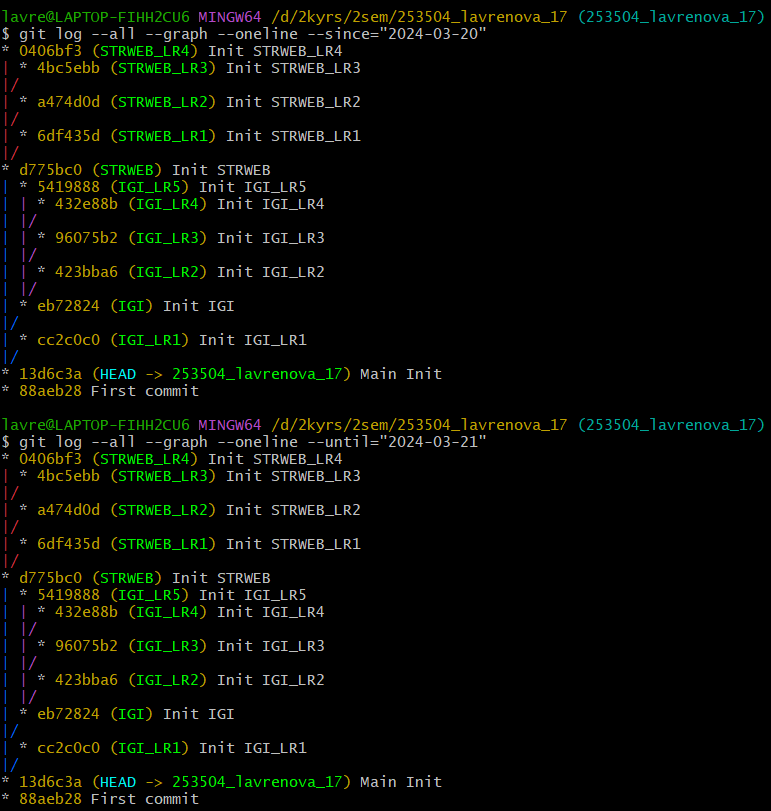 lavre@LAPTOP-FIHH2CU6 MINGW64 /d/2kyrs/2sem/253504_lavrenova_17 (253504_lavrenova_17)
$ git log --all --graph --oneline --since="2024-03-20"
* 0406bf3 (STRWEB_LR4) Init STRWEB_LR4
| * 4bc5ebb (STRWEB_LR3) Init STRWEB_LR3
|/
| * a474d0d (STRWEB_LR2) Init STRWEB_LR2
|/
| * 6df435d (STRWEB_LR1) Init STRWEB_LR1
|/
* d775bc0 (STRWEB) Init STRWEB
| * 5419888 (IGI_LR5) Init IGI_LR5
| | * 432e88b (IGI_LR4) Init IGI_LR4
| |/
| | * 96075b2 (IGI_LR3) Init IGI_LR3
| |/
| | * 423bba6 (IGI_LR2) Init IGI_LR2
| |/
| * eb72824 (IGI) Init IGI
|/
| * cc2c0c0 (IGI_LR1) Init IGI_LR1
|/
* 13d6c3a (HEAD -> 253504_lavrenova_17) Main Init
* 88aeb28 First commit
lavre@LAPTOP-FIHH2CU6 MINGW64 /d/2kyrs/2sem/253504_lavrenova_17 (253504_lavrenova_17)
$ git log --all --graph --oneline --until="2024-03-21"
* 0406bf3 (STRWEB_LR4) Init STRWEB_LR4
| * 4bc5ebb (STRWEB_LR3) Init STRWEB_LR3
|/
| * a474d0d (STRWEB_LR2) Init STRWEB_LR2
|/
| * 6df435d (STRWEB_LR1) Init STRWEB_LR1
|/
* d775bc0 (STRWEB) Init STRWEB
| * 5419888 (IGI_LR5) Init IGI_LR5
| | * 432e88b (IGI_LR4) Init IGI_LR4
| |/
| | * 96075b2 (IGI_LR3) Init IGI_LR3
| |/
| | * 423bba6 (IGI_LR2) Init IGI_LR2
| |/
| * eb72824 (IGI) Init IGI
|/
| * cc2c0c0 (IGI_LR1) Init IGI_LR1
|/
* 13d6c3a (HEAD -> 253504_lavrenova_17) Main Init
* 88aeb28 First commit